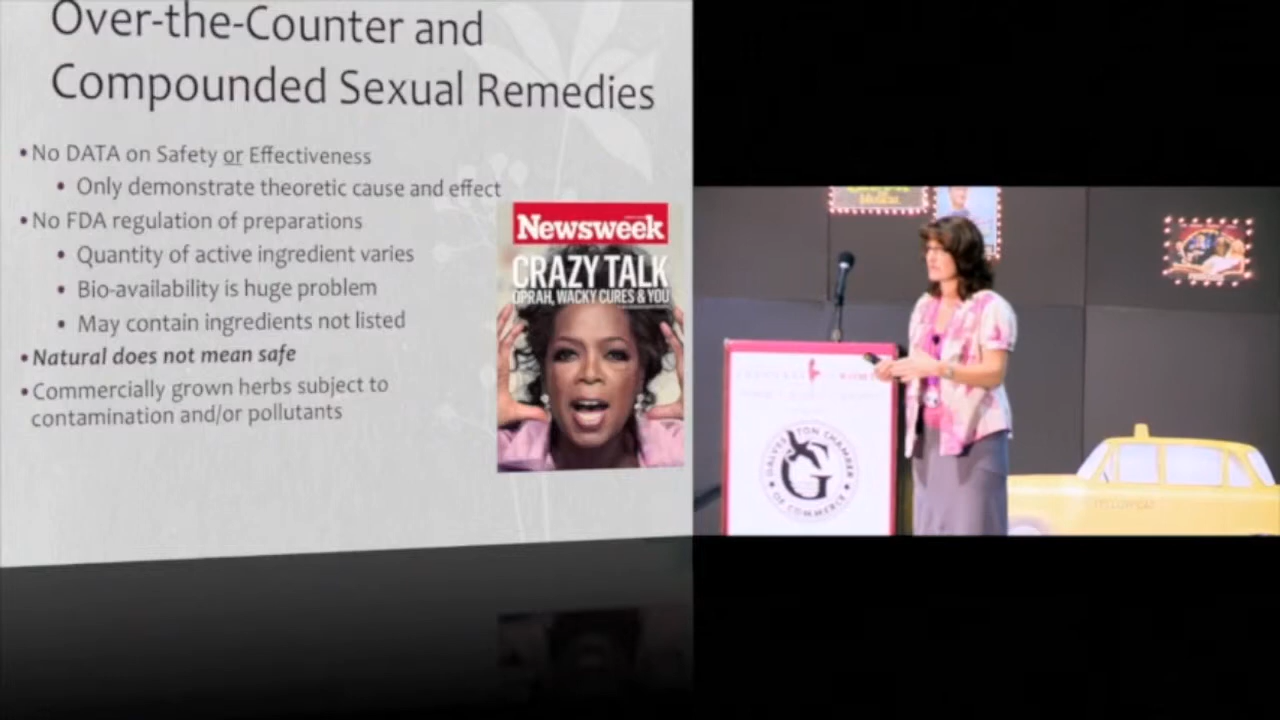 Over-the-Counter and
Compounded Sexual Remedies
•No DATA on Safety or Effectiveness
• Only demonstrate theoretic cause and effect
•No FDA regulation of preparations
• Quantity of active ingredient varies
• Bio-availability is huge problem
• May contain ingredients not listed
•Natural does not mean safe
•Commercially grown herbs subject to
contamination and/or pollutants
Newsweek
CRAZY TALK
OPRAH, WACKY CURES & YOU
GALVESTON CHAMBER
G
OF COMMERCE